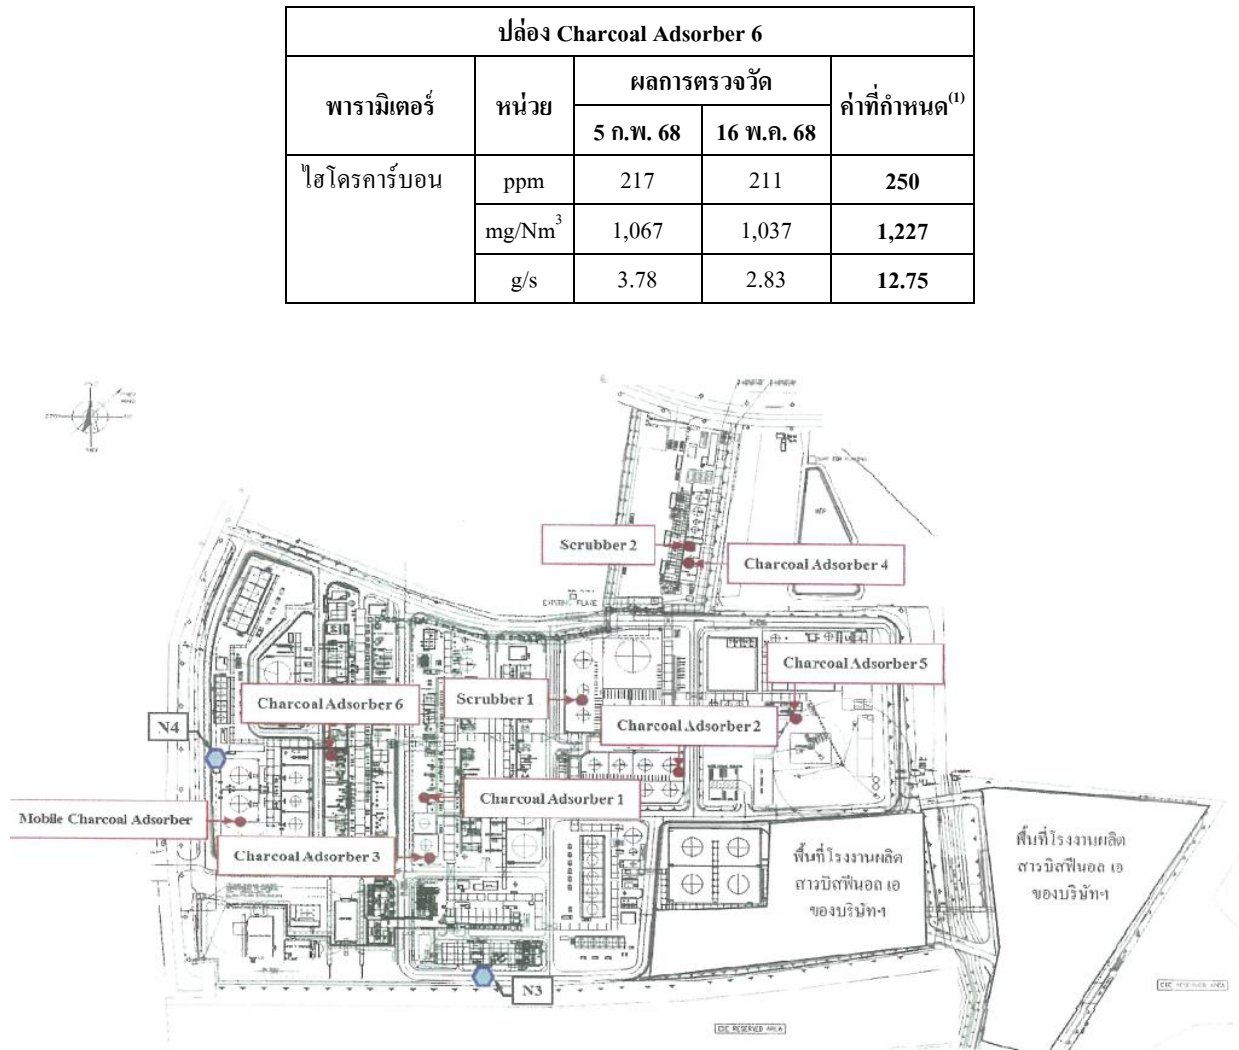 ปล่อง Charcoal Adsorber 6
พารามิเตอร์ หน่วย ผลการตรวจวัด ค่าที่กำหนด(1)
5 ก.พ. 68 16 พ.ค. 68
ไฮโดรคาร์บอน ppm 217 211 250
mg/Nm3 1,067 1,037 1,227
g/s 3.78 2.83 12.75
Scrubber 2
Charcoal Adsorber 4
EXISTING FLARE
Charcoal Adsorber 5
Charcoal Adsorber 6
Scrubber 1
Charcoal Adsorber 2
N4
Charcoal Adsorber 1
Mobile Charcoal Adsorber
Charcoal Adsorber 3
พื้นที่โรงงานผลิต
สารบิสฟีนอล เอ
ของบริษัทฯ
พื้นที่โรงงานผลิต
สารบิสฟีนอล เอ
ของบริษัทฯ
N3
EIE RESERVED AREA
EIE RESERVED AREA